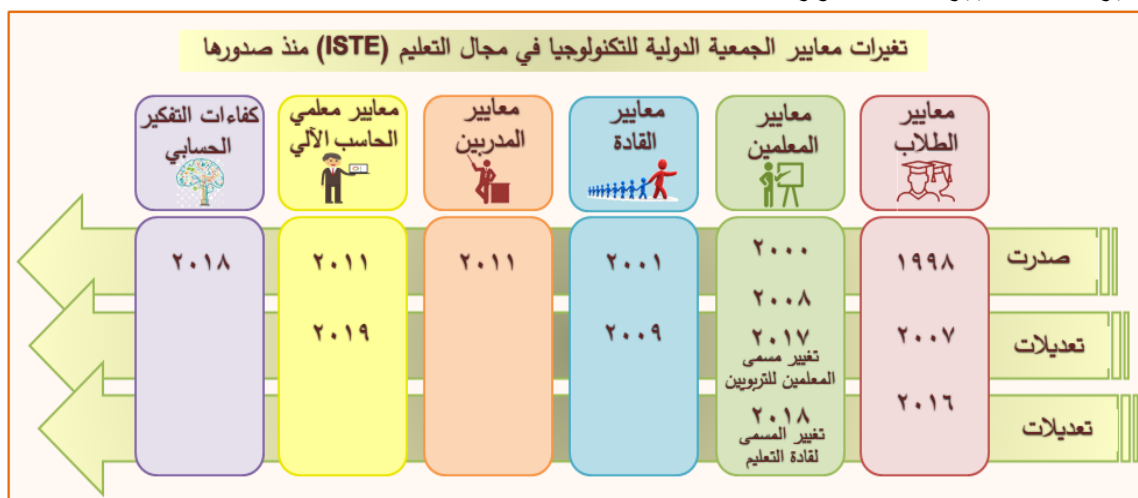 تغيرات معايير الجمعية الدولية للتكنولوجيا في مجال التعليم (ISTE) منذ صدورها
معايير
الطلاب
معايير
المعلمين
معايير
القادة
معايير
المدربين
معايير معلمي
الحاسب الآلي
كفاءات التفكير
الحسابي
صدرت
١٩٩٨
٢٠٠٠
٢٠٠١
٢٠١١
٢٠١١
٢٠١٨
٢٠٠٨
تعديلات
٢٠٠٧
٢٠١٧
تغيير مسمى
المعلمين للتربويين
٢٠٠٩
٢٠١٩
تعديلات
٢٠١٦
٢٠١٨
تغيير المسمى
لقادة التعليم